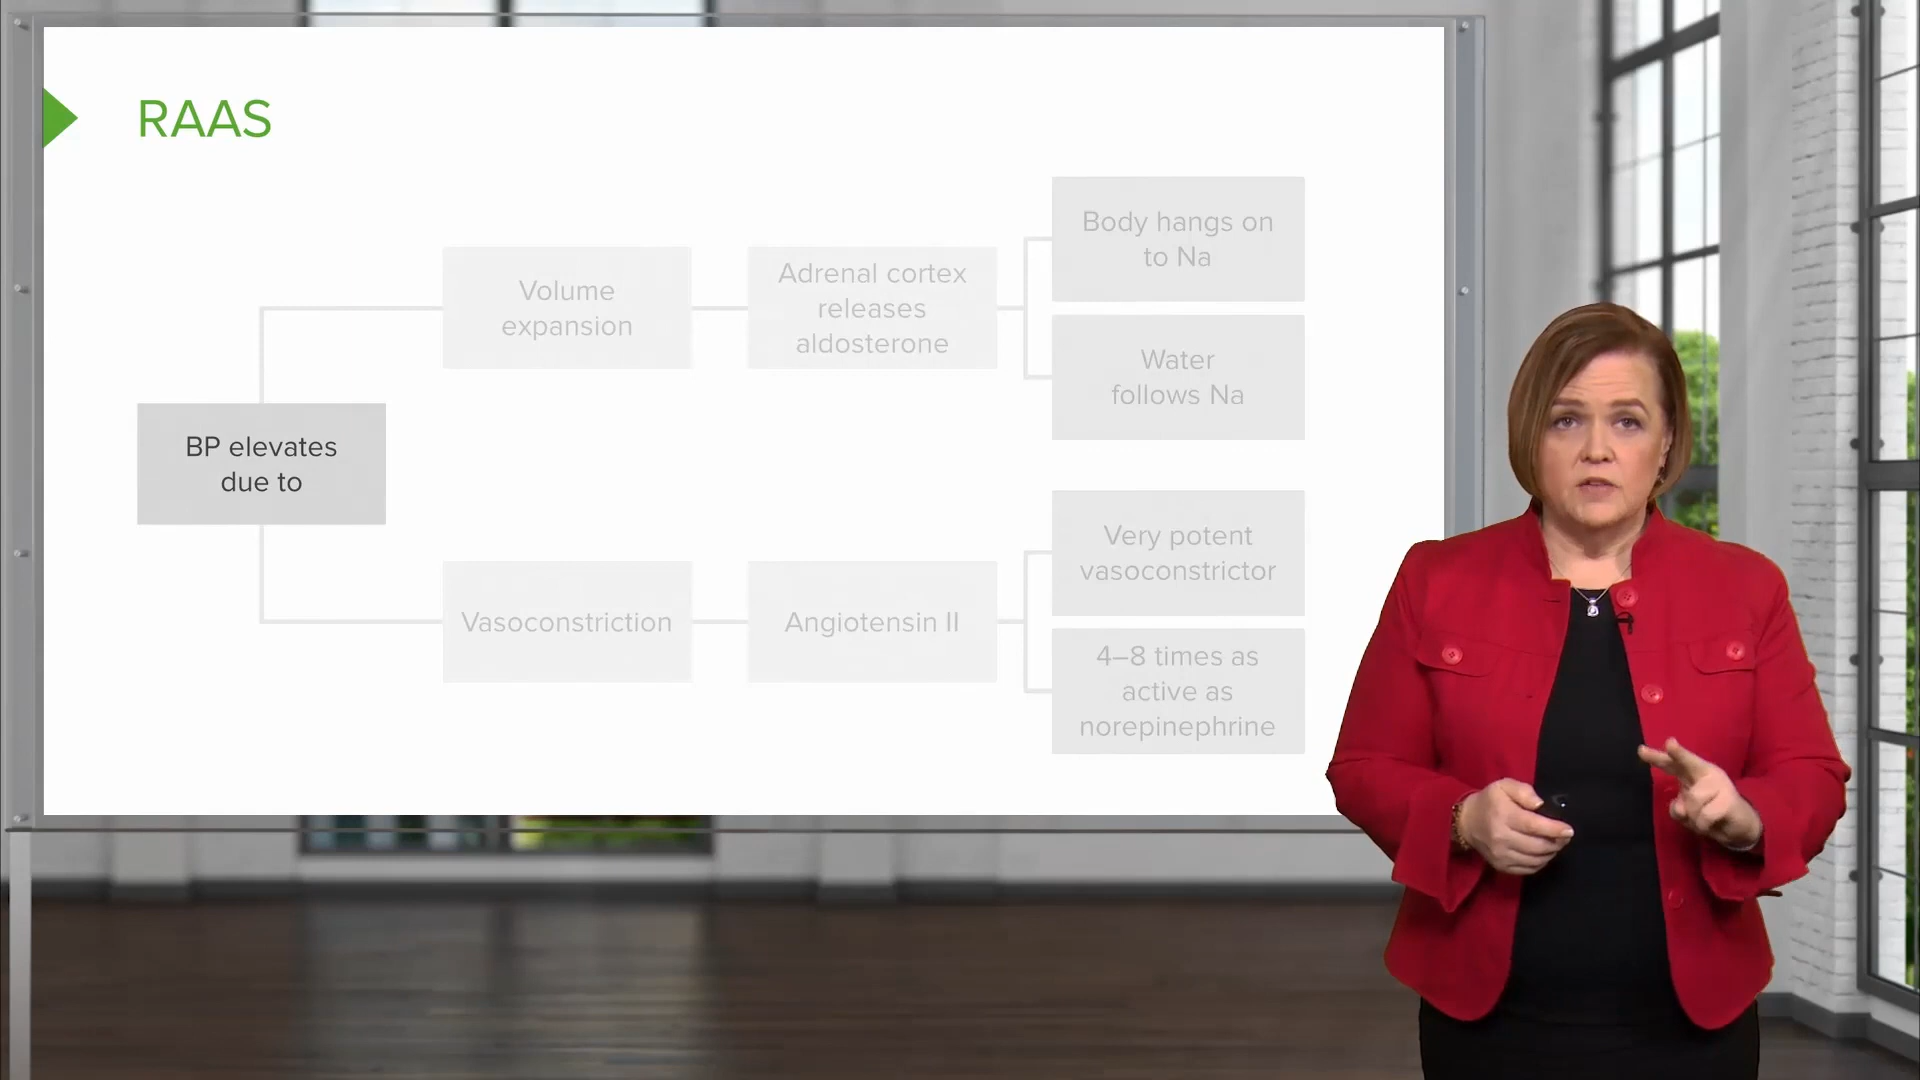 RAAS
BP elevates
due to
Volume
expansion
Adrenal cortex
releases
aldosterone
Body hangs on
to Na
Water
follows Na
Vasoconstriction
Angiotensin II
Very potent
vasoconstrictor
4–8 times as
active as
norepinephrine